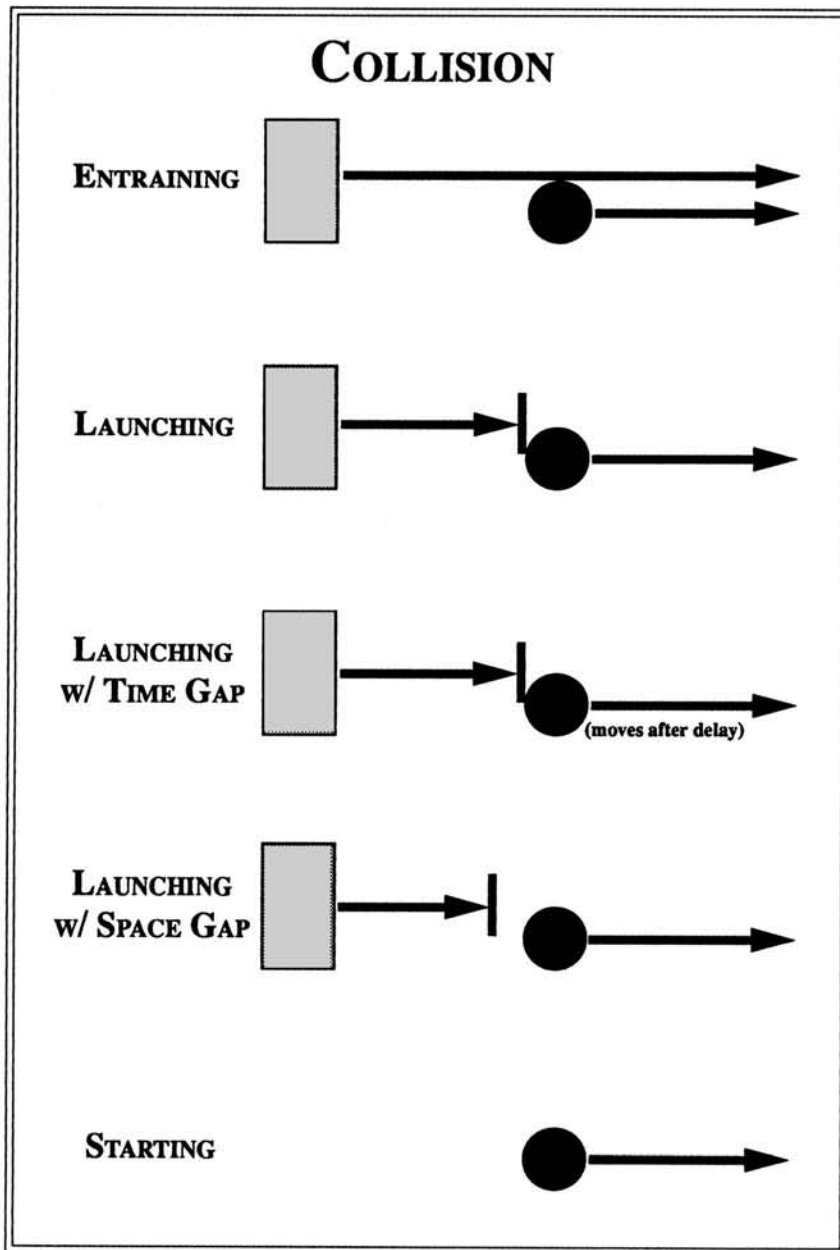 COLLISION
ENTRAINING
LAUNCHING
LAUNCHING
W/ TIME GAP
(moves after delay)
LAUNCHING
W/ SPACE GAP
STARTING